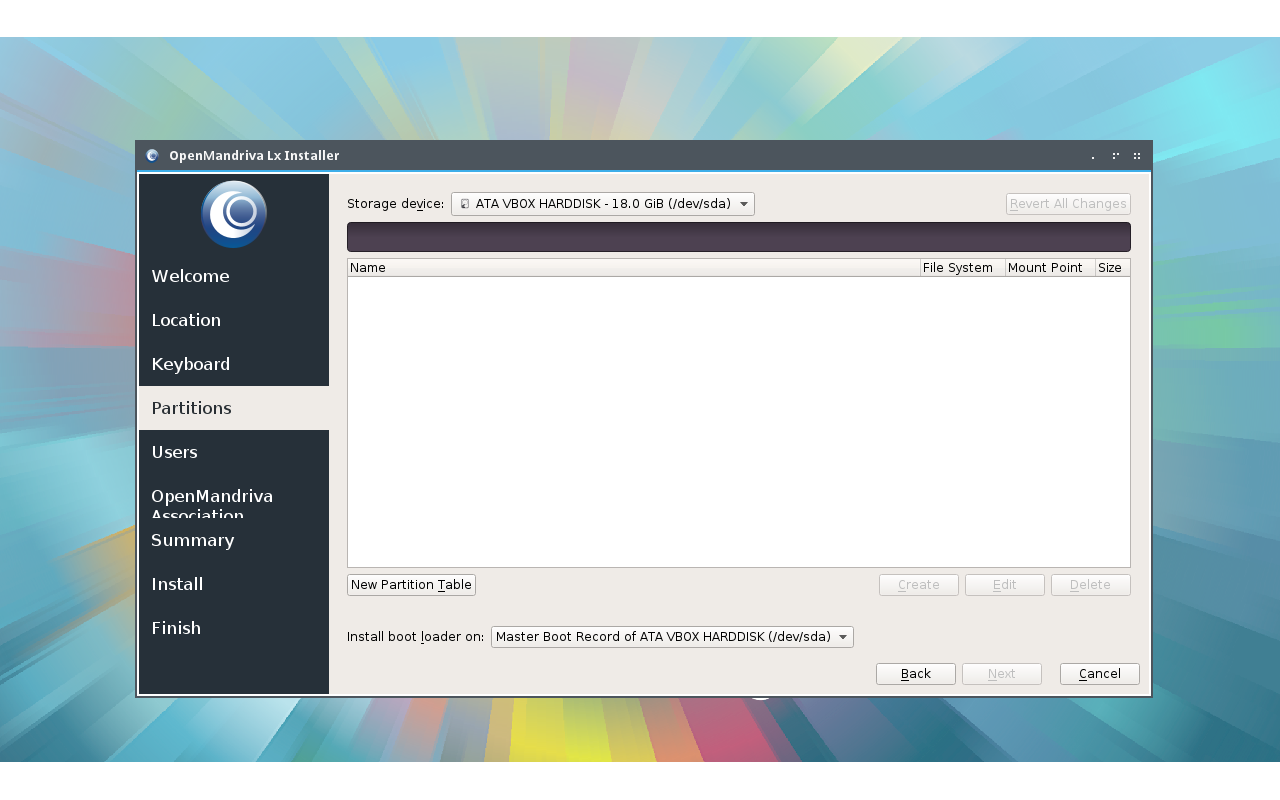 OpenMandriva Lx Installer
Storage device: ATA VBOX HARDDISK - 18.0 GiB (/dev/sda) Revert All Changes
Name File System Mount Point Size
Welcome
Location
Keyboard
Partitions
Users
OpenMandriva
Association
Summary
Install
Finish
New Partition Table Create Edit Delete
Install boot loader on: Master Boot Record of ATA VBOX HARDDISK (/dev/sda)
Back Next Cancel